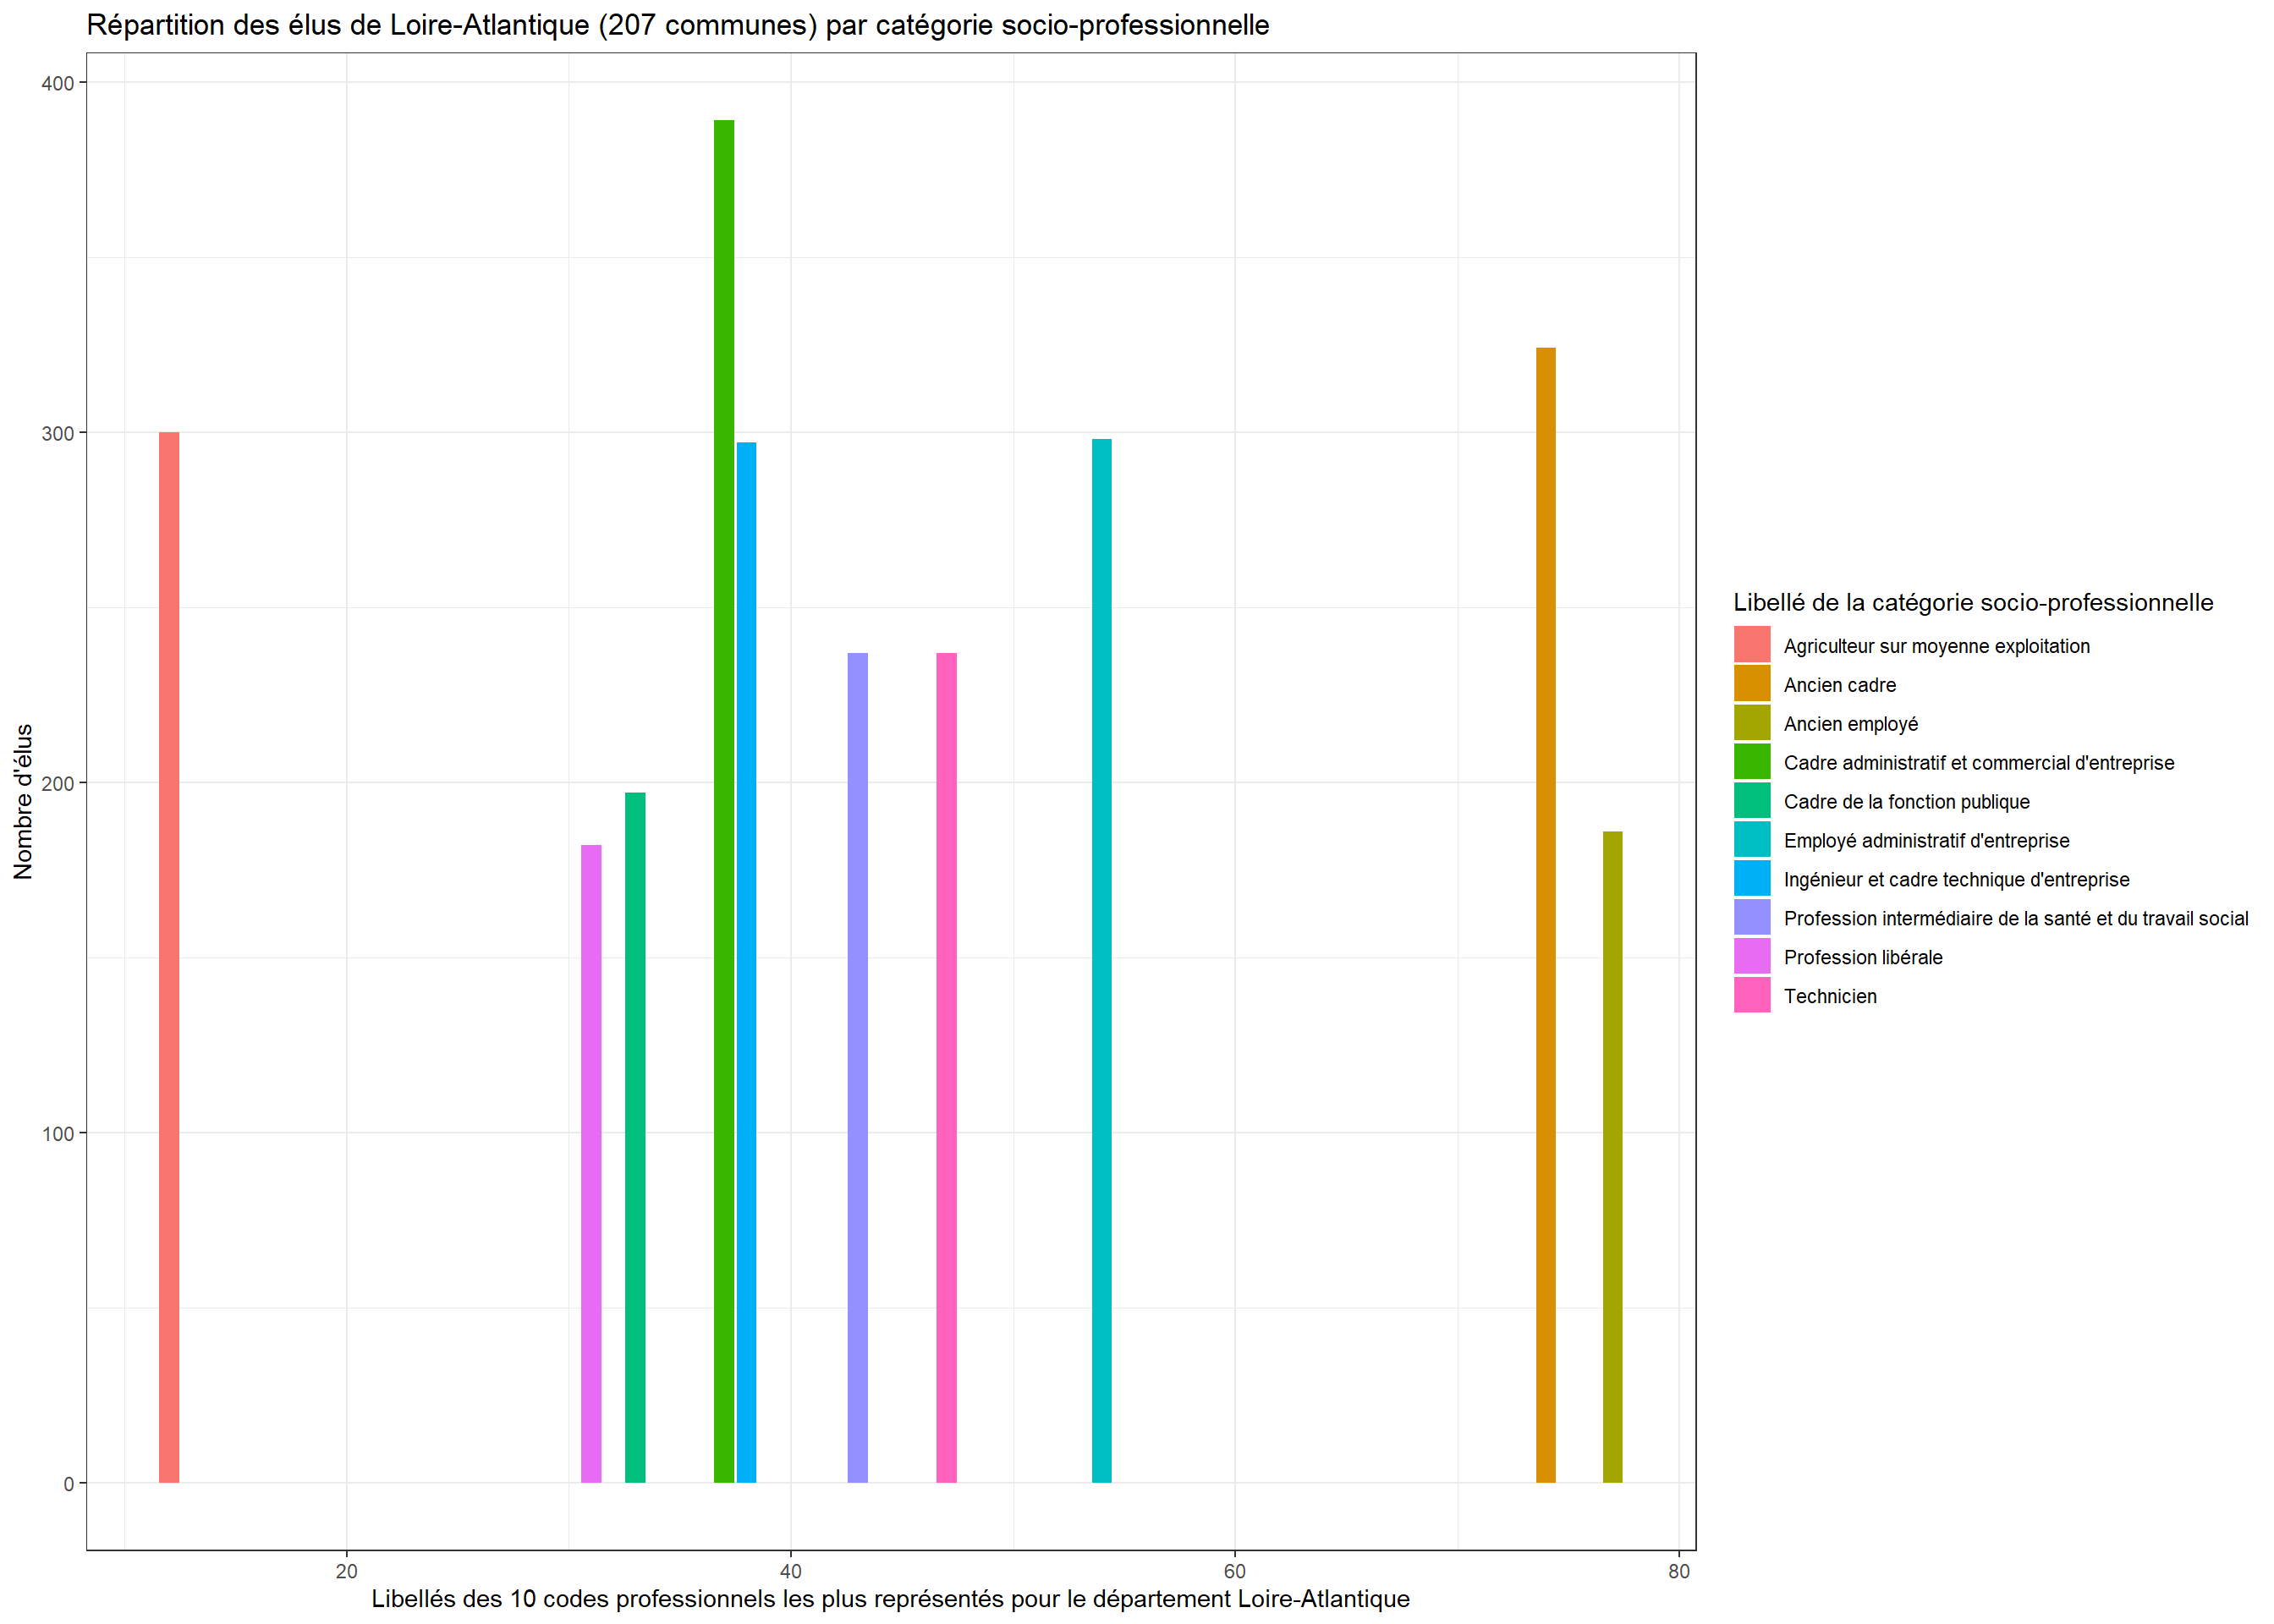 Répartition des élus de Loire-Atlantique (207 communes) par catégorie socio-professionnelle
400
300
200
100
0
Nombre d'élus
20
40
60
80
Libellés des 10 codes professionnels les plus représentés pour le département Loire-Atlantique
Libellé de la catégorie socio-professionnelle
Agriculteur sur moyenne exploitation
Ancien cadre
Ancien employé
Cadre administratif et commercial d'entreprise
Cadre de la fonction publique
Employé administratif d'entreprise
Ingénieur et cadre technique d'entreprise
Profession intermédiaire de la santé et du travail social
Profession libérale
Technicien